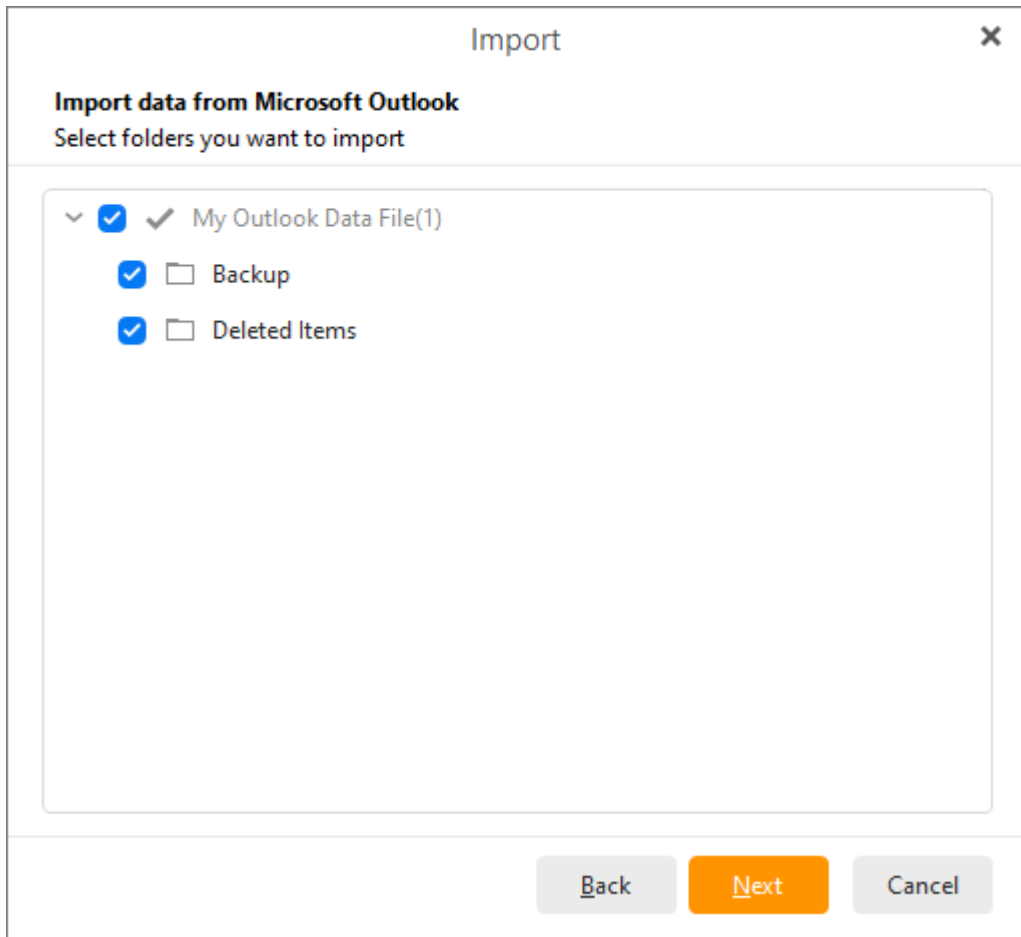 Import
Import data from Microsoft Outlook
Select folders you want to import
My Outlook Data File(1)
Backup
Deleted Items
Back
Next
Cancel